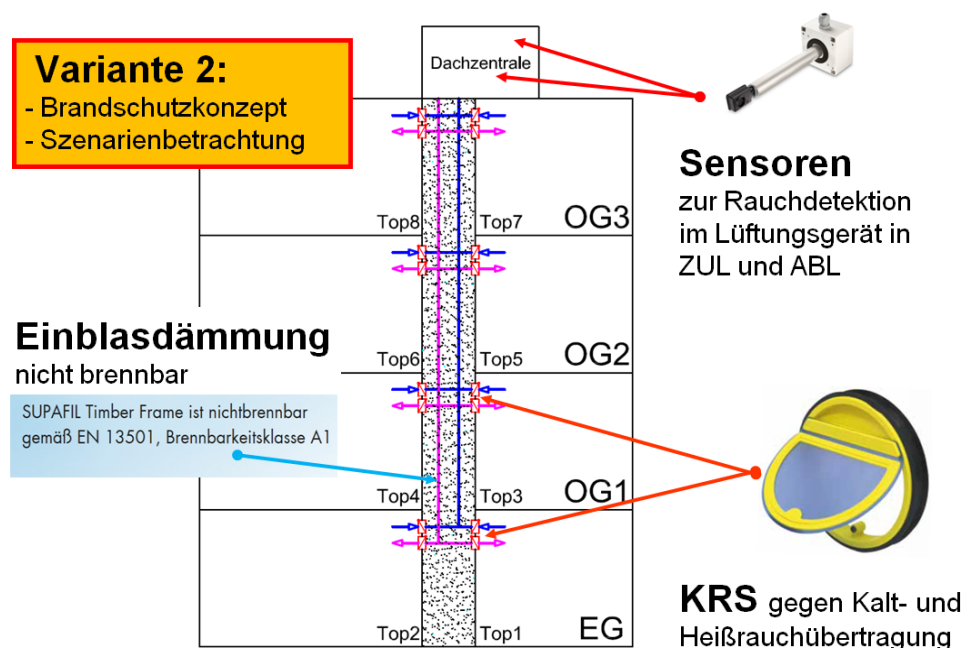 Variante 2:
- Brandschutzkonzept
- Szenarienbetrachtung
Dachzentrale
Sensoren
zur Rauchdetektion
im Lüftungsgerät in
ZUL und ABL
Top8
Top7
OG3
Einblasdämmung
nicht brennbar
SUPAFIL Timber Frame ist nichtbrennbar
gemäß EN 13501, Brennbarkeitsklasse A1
Top6
Top5
OG2
Top4
Top3
OG1
Top2
Top1
EG
KRS gegen Kalt- und
Heißrauchübertragung